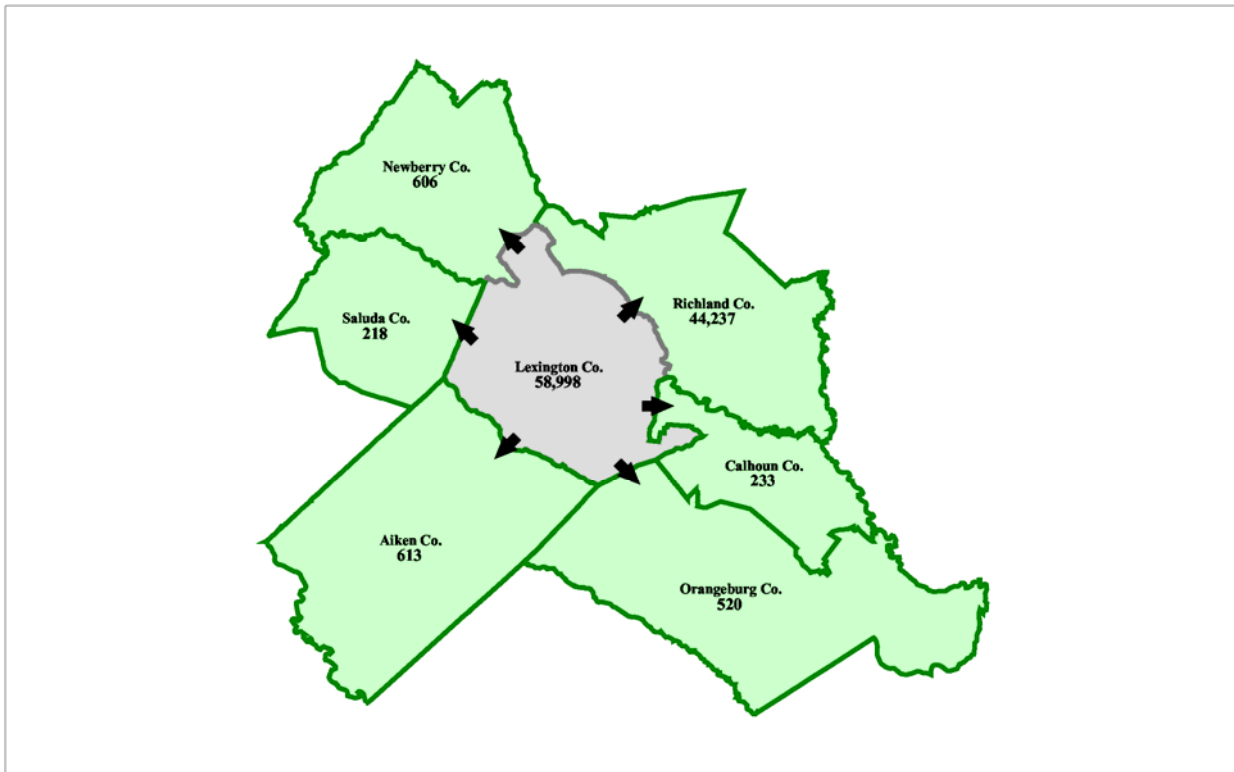 Newberry Co.
606
Richland Co.
44,237
Saluda Co.
218
Lexington Co.
58,998
Calhoun Co.
233
Aiken Co.
613
Orangeburg Co.
520